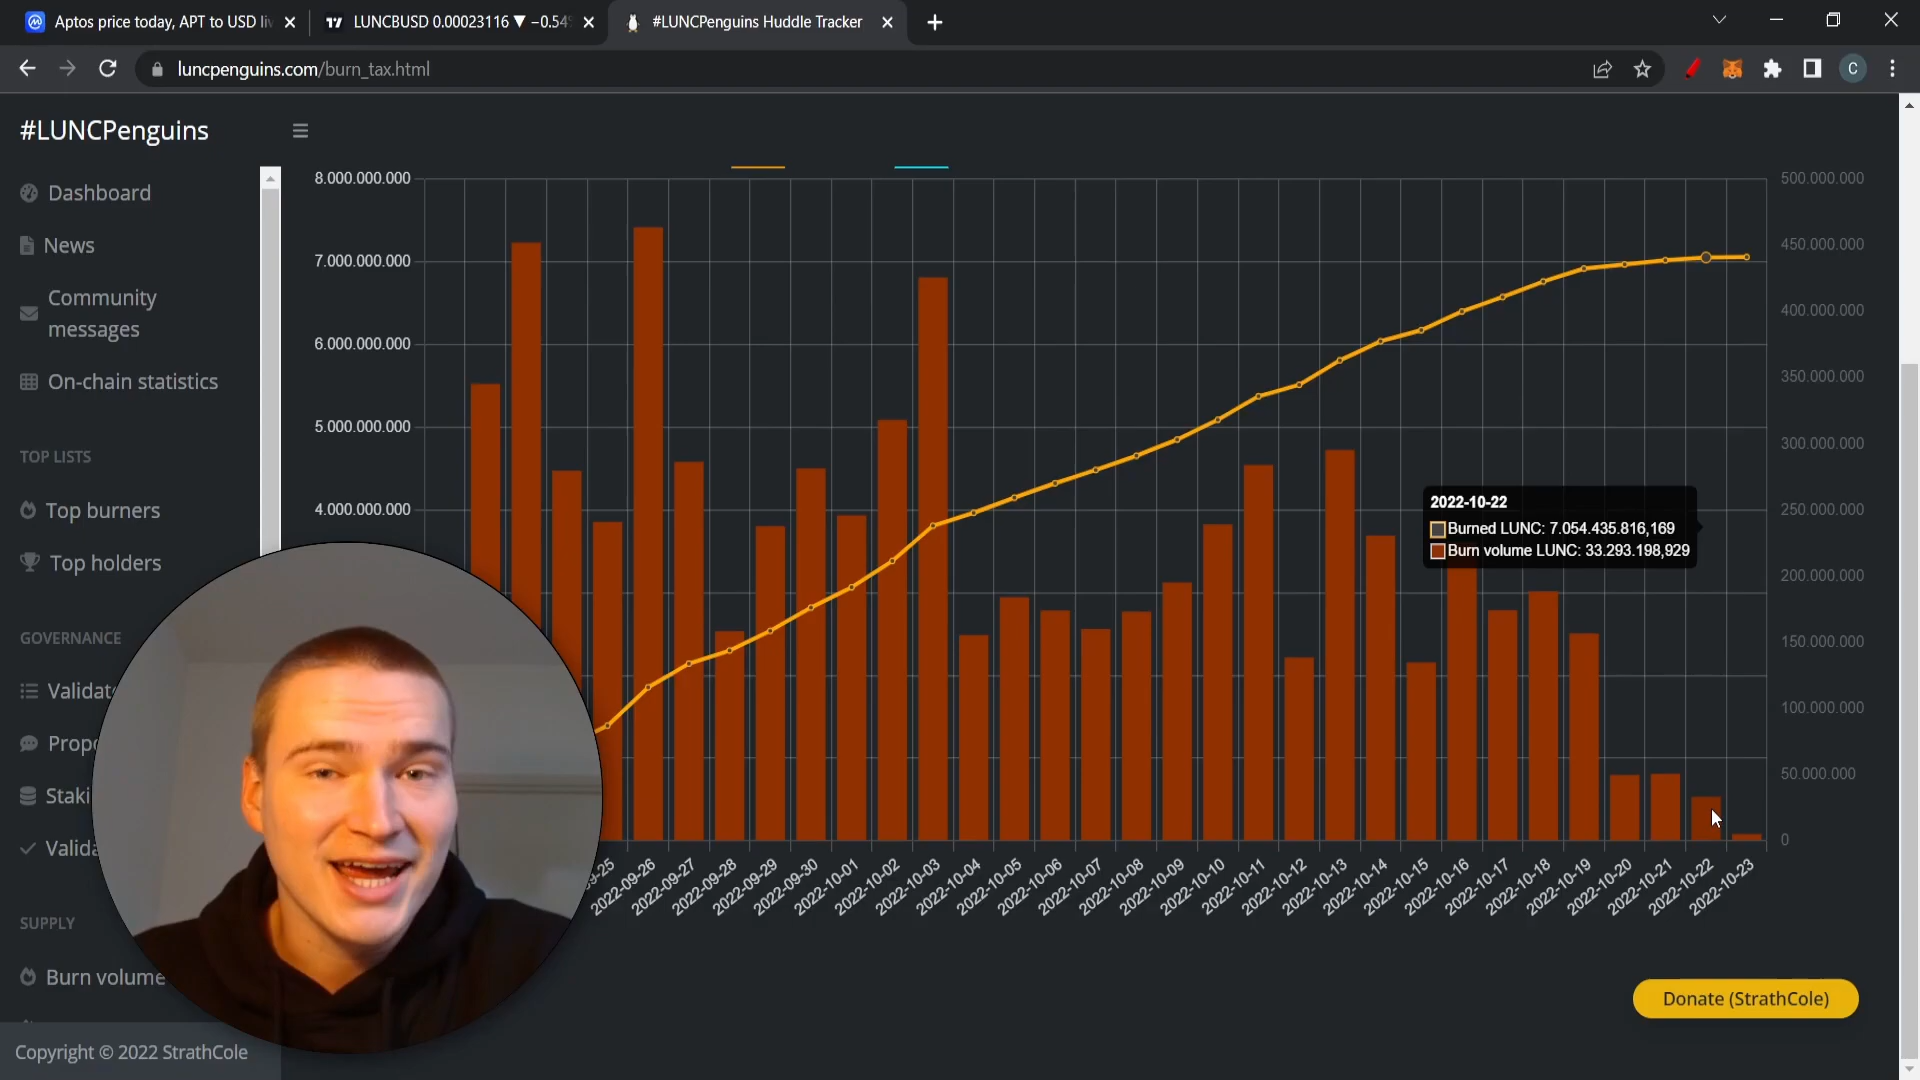 Aptos price today, APT to USD li
LUNCBUSD 0.00023116 ▼ −0.54
#LUNCPenguins Huddle Tracker
luncpenguins.com/burn_tax.html
C
#LUNCPenguins
Dashboard
News
Community
messages
On-chain statistics
TOP LISTS
Top burners
Top holders
GOVERNANCE
Validat
Propo
Staki
Valida
SUPPLY
Burn volume
Copyright © 2022 StrathCole
8.000.000.000
7.000.000.000
6.000.000.000
5.000.000.000
4.000.000.000
500.000.000
450.000.000
400.000.000
350.000.000
300.000.000
250.000.000
200.000.000
150.000.000
100.000.000
50.000.000
0
2022-10-22
Burned LUNC: 7.054.435.816,169
Burn volume LUNC: 33.293.198,929
9-25
2022-09-26
2022-09-27
2022-09-28
2022-09-29
2022-09-30
2022-10-01
2022-10-02
2022-10-03
2022-10-04
2022-10-05
2022-10-06
2022-10-07
2022-10-08
2022-10-09
2022-10-10
2022-10-11
2022-10-12
2022-10-13
2022-10-14
2022-10-15
2022-10-16
2022-10-17
2022-10-18
2022-10-19
2022-10-20
2022-10-21
2022-10-22
2022-10-23
Donate (StrathCole)